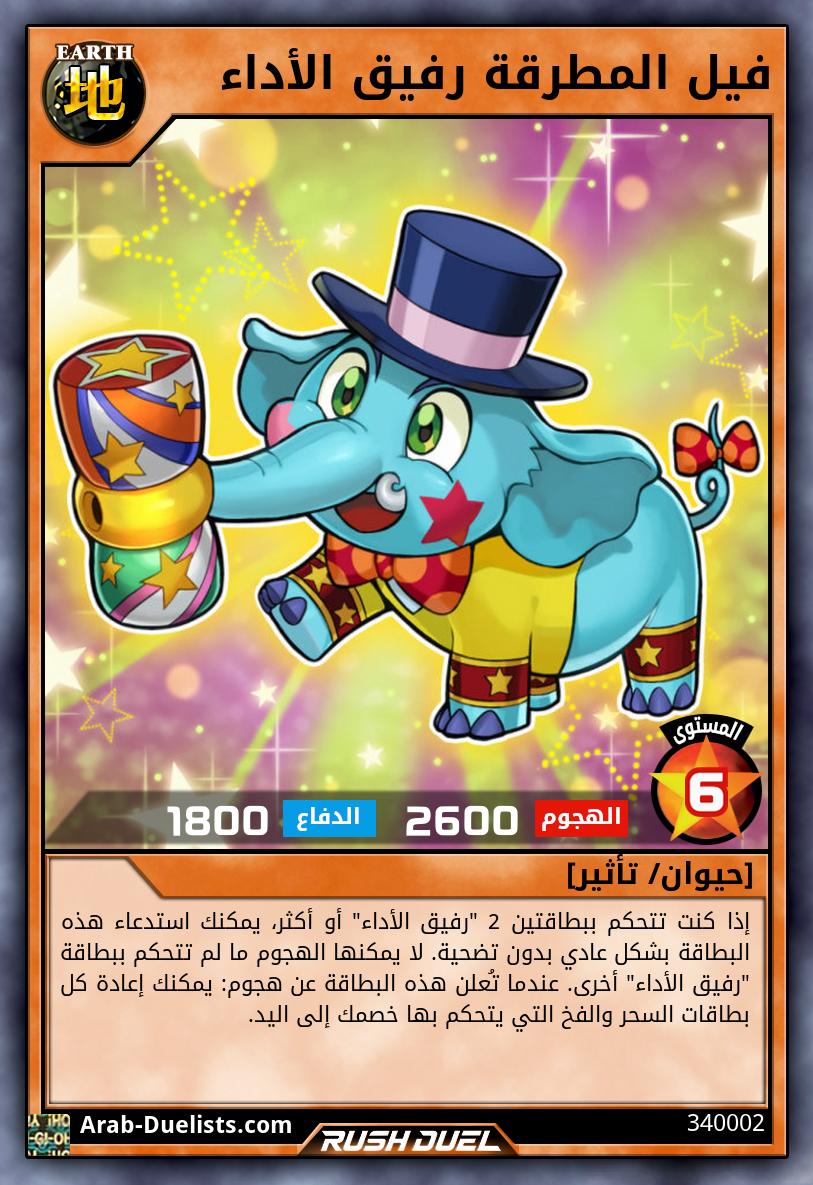 EARTH
地
فيل المطرقة رفيق الأداء
المستوى
6
الهجوم 2600 الدفاع 1800
[حيوان/ تأثير]
إذا كنت تتحكم ببطاقتين 2 "رفيق الأداء" أو أكثر، يمكنك استدعاء هذه
البطاقة بشكل عادي بدون تضحية. لا يمكنها الهجوم ما لم تتحكم ببطاقة
"رفيق الأداء" أخرى. عندما تُعلن هذه البطاقة عن هجوم: يمكنك إعادة كل
بطاقات السحر والفخ التي يتحكم بها خصمك إلى اليد.
Arab-Duelists.com
RUSH DUEL
340002